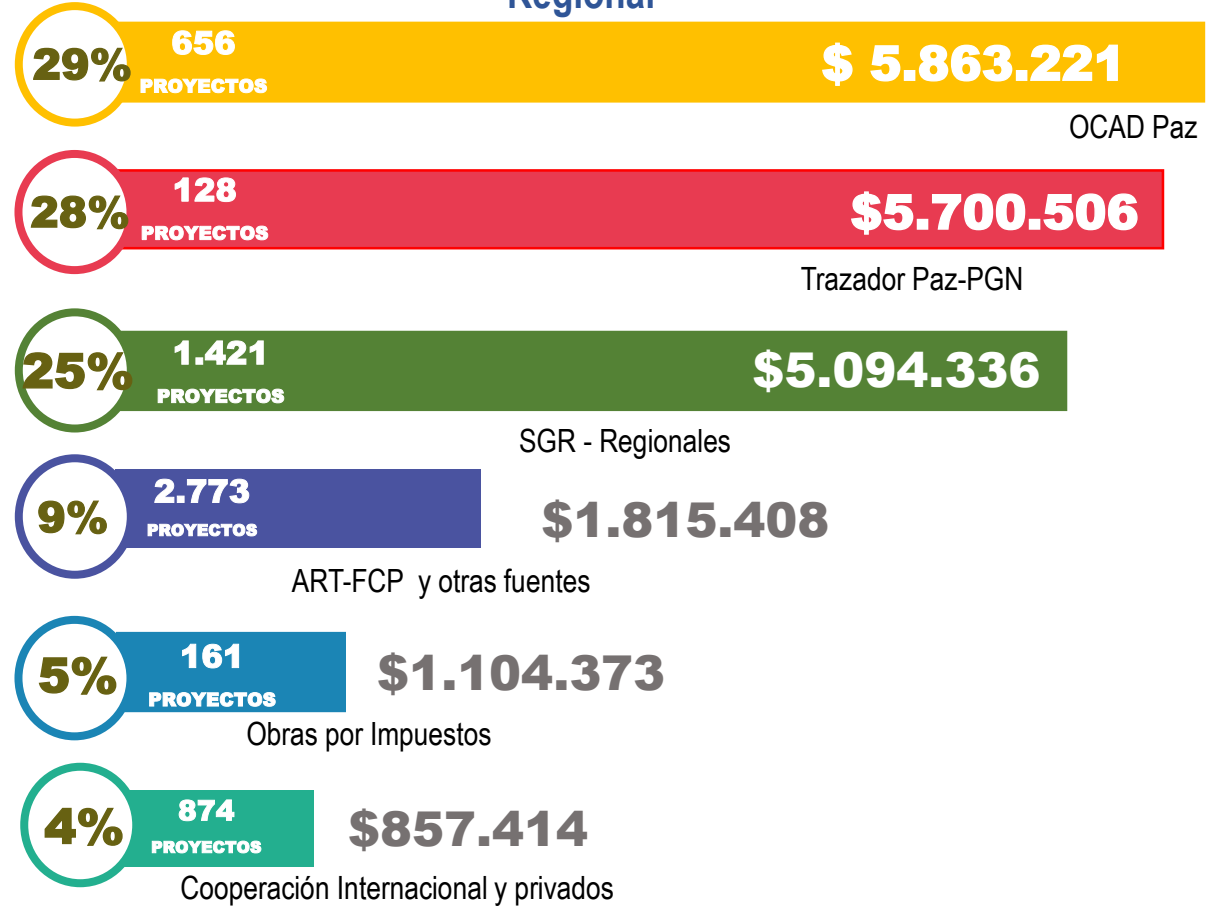 Regional
29%
656
PROYECTOS
$ 5.863.221
OCAD Paz
28%
128
PROYECTOS
$5.700.506
Trazador Paz-PGN
25%
1.421
PROYECTOS
$5.094.336
SGR - Regionales
9%
2.773
PROYECTOS
$1.815.408
ART-FCP y otras fuentes
5%
161
PROYECTOS
$1.104.373
Obras por Impuestos
4%
874
PROYECTOS
$857.414
Cooperación Internacional y privados